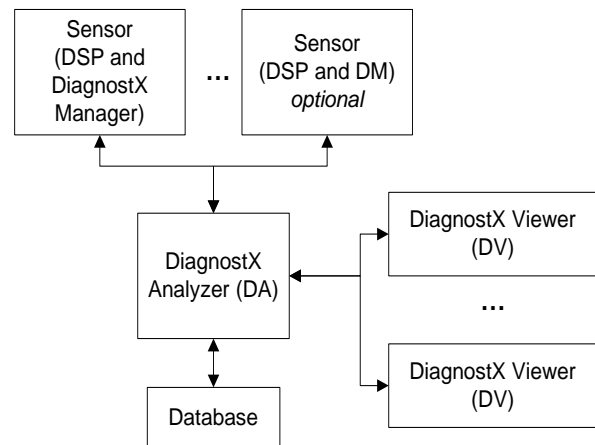 Sensor
(DSP and
DiagnostX
Manager)
...
Sensor
(DSP and DM)
optional
DiagnostX
Analyzer (DA)
DiagnostX Viewer
(DV)
...
DiagnostX Viewer
(DV)
Database